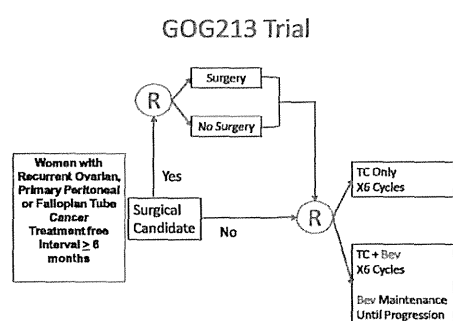 GOG213 Trial
Surgery
R
No Surgery
Women with
Recurrent Ovarian,
Primary Peritoneal
or Fallopian Tube
Cancer
Treatment free
Interval ≥ 6
months
Yes
Surgical
Candidate
No
R
TC Only
X6 Cycles
TC + Bev
X6 Cycles
Bev Maintenance
Until Progression